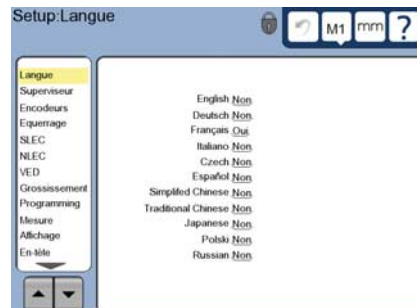 Setup:Langue
M1 mm ?
Langue
Superviseur
Encodeurs
Equerrage
SLEC
NLEC
VED
Grossissement
Programming
Mesure
Affichage
En-tête
English Non
Deutsch Non
Français Oui
Italiano Non
Czech Non
Español Non
Simplifed Chinese Non
Traditional Chinese Non
Japanese Non
Polski Non
Russian Non